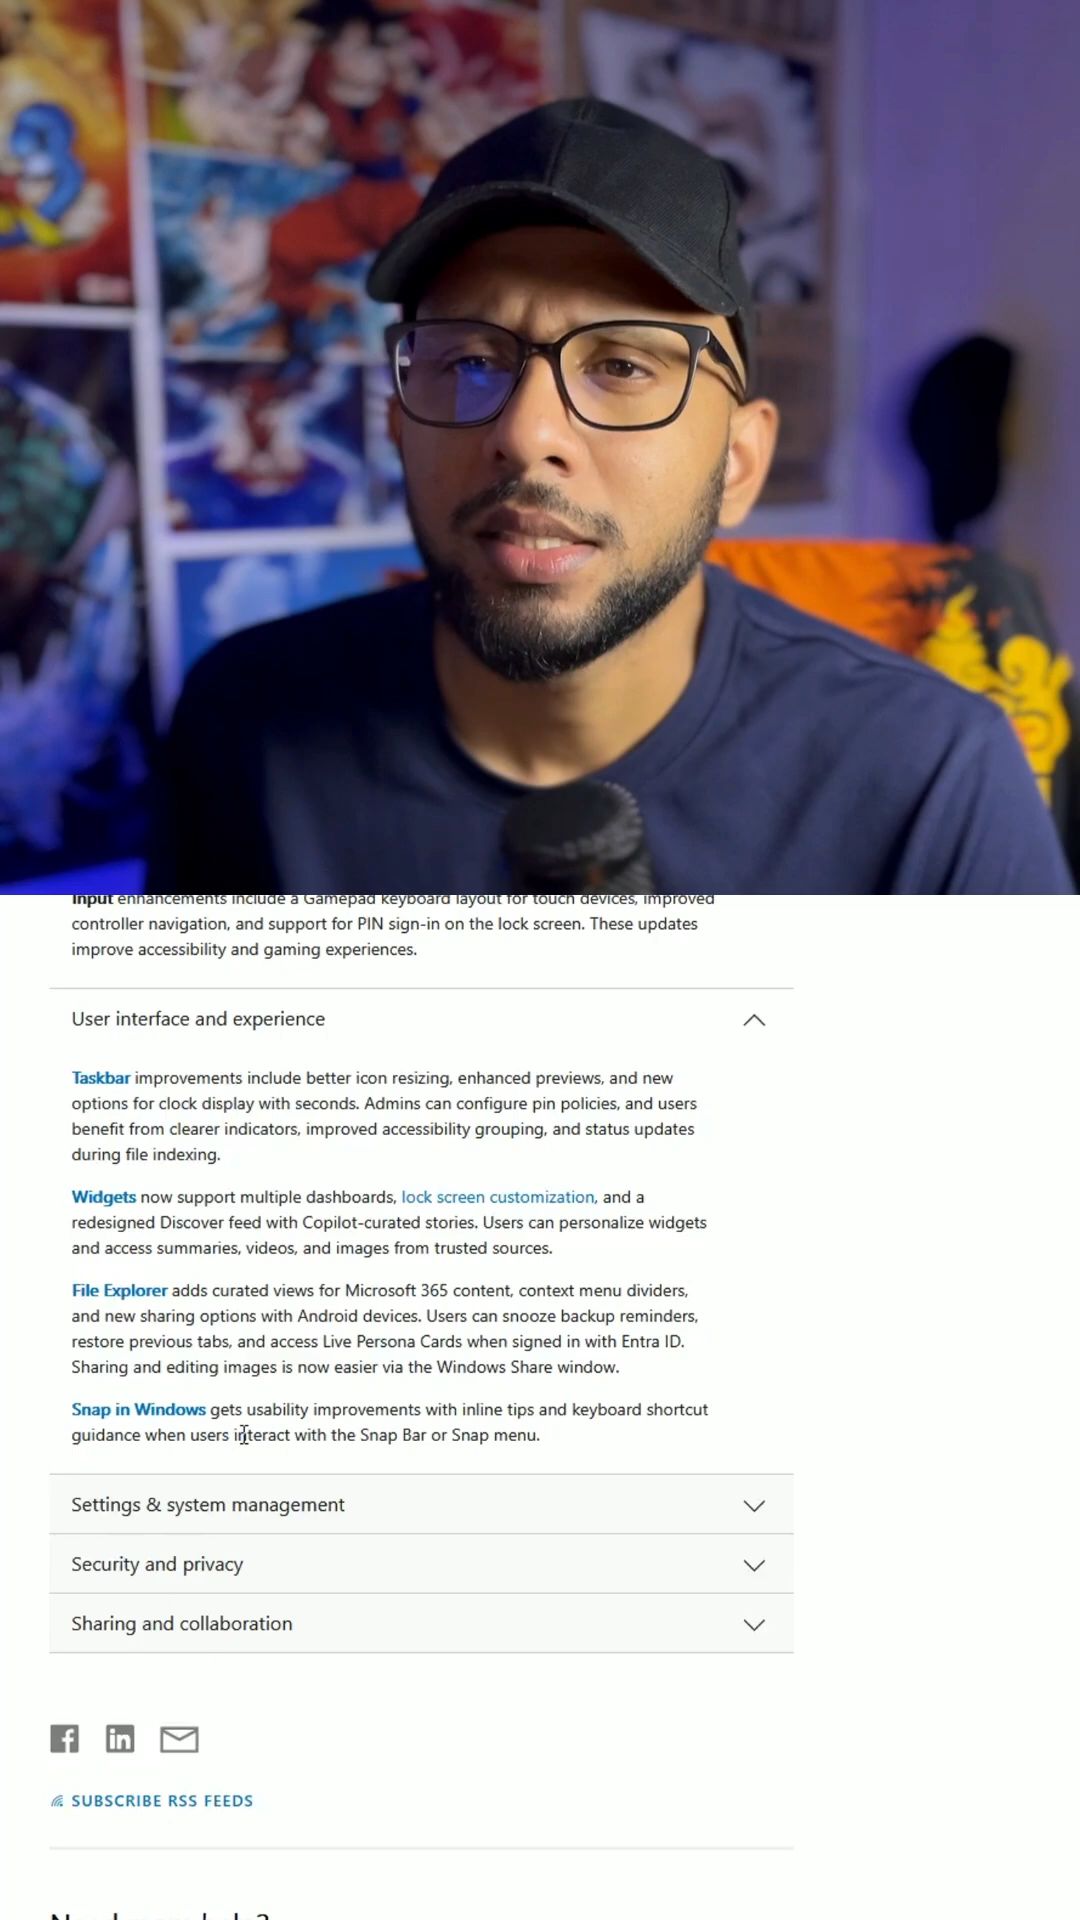 Input enhancements include a Gamepad keyboard layout for touch devices, improved
controller navigation, and support for PIN sign-in on the lock screen. These updates
improve accessibility and gaming experiences.
User interface and experience
Taskbar improvements include better icon resizing, enhanced previews, and new
options for clock display with seconds. Admins can configure pin policies, and users
benefit from clearer indicators, improved accessibility grouping, and status updates
during file indexing.
Widgets now support multiple dashboards, lock screen customization, and a
redesigned Discover feed with Copilot-curated stories. Users can personalize widgets
and access summaries, videos, and images from trusted sources.
File Explorer adds curated views for Microsoft 365 content, context menu dividers,
and new sharing options with Android devices. Users can snooze backup reminders,
restore previous tabs, and access Live Persona Cards when signed in with Entra ID.
Sharing and editing images is now easier via the Windows Share window.
Snap in Windows gets usability improvements with inline tips and keyboard shortcut
guidance when users interact with the Snap Bar or Snap menu.
Settings & system management
Security and privacy
Sharing and collaboration
SUBSCRIBE RSS FEEDS